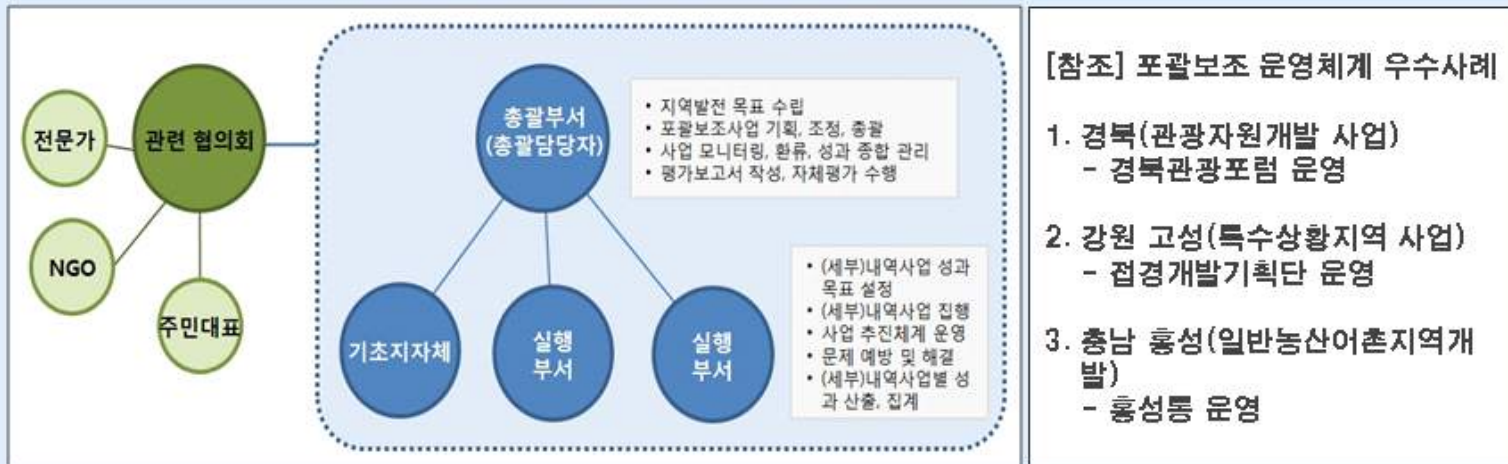 전문가
관련 협의회
NGO
주민대표
총괄부서
(총괄담당자)
• 지역발전 목표 수립
• 포괄보조사업 기획, 조정, 총괄
• 사업 모니터링, 환류, 성과 종합 관리
• 평가보고서 작성, 자체평가 수행
기초지자체
실행
부서
실행
부서
• (세부)내역사업 성과
목표 설정
• (세부)내역사업 집행
• 사업 추진체계 운영
• 문제 예방 및 해결
• (세부)내역사업별 성
과 산출, 집계
[참조] 포괄보조 운영체계 우수사례
1. 경북(관광자원개발 사업)
- 경북관광포럼 운영
2. 강원 고성(특수상황지역 사업)
- 접경개발기획단 운영
3. 충남 홍성(일반농산어촌지역개
발)
- 홍성통 운영